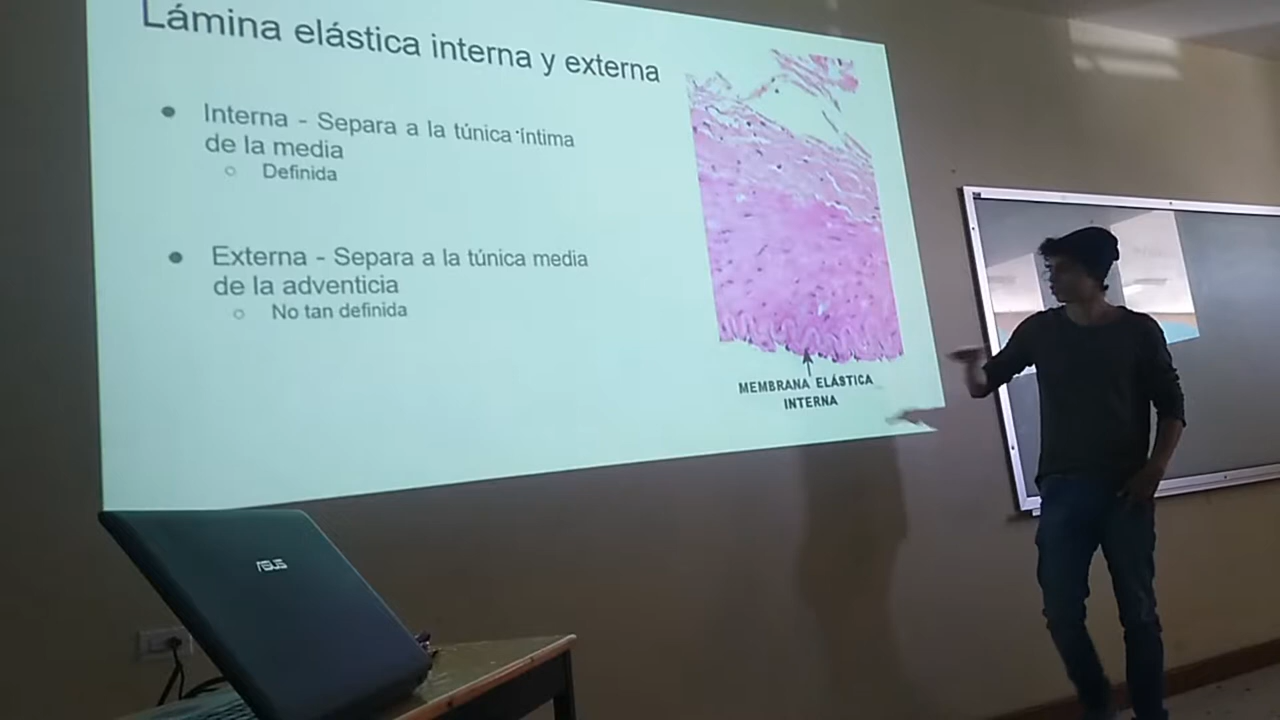 Lámina elástica interna y externa
Interna - Separa a la túnica íntima
de la media
Definida
Externa - Separa a la túnica media
de la adventicia
No tan definida
MEMBRANA ELÁSTICA
INTERNA
ASUS